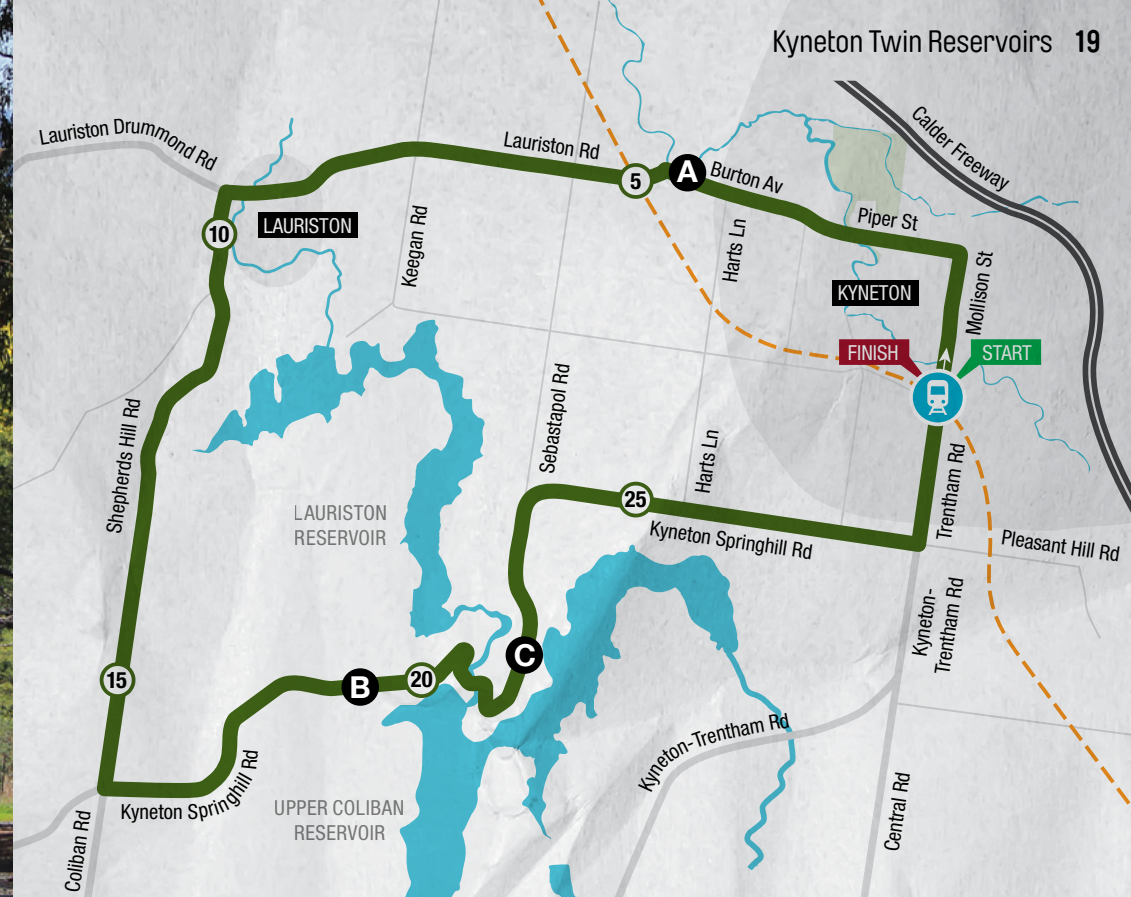 Kyneton Twin Reservoirs 19
Calder Freeway
Lauriston Drummond Rd
Lauriston Rd
5
A
Burton Av
Piper St
10
LAURISTON
Keegan Rd
Harts Ln
Mollison St
KYNETON
FINISH
START
Shepherds Hill Rd
Sebastapol Rd
Harts Ln
Trentham Rd
25
LAURISTON
RESERVOIR
Kyneton Springhill Rd
Pleasant Hill Rd
Kyneton-
Trentham Rd
C
15
B
20
Kyneton-Trentham Rd
Kyneton Springhill Rd
UPPER COLIBAN
RESERVOIR
Central Rd
Coliban Rd